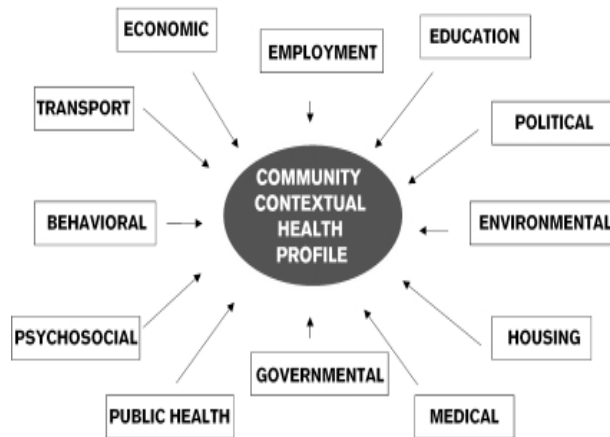 ECONOMIC
EMPLOYMENT
EDUCATION
TRANSPORT
POLITICAL
COMMUNITY
CONTEXTUAL
HEALTH
PROFILE
BEHAVIORAL
ENVIRONMENTAL
PSYCHOSOCIAL
HOUSING
GOVERNMENTAL
PUBLIC HEALTH
MEDICAL